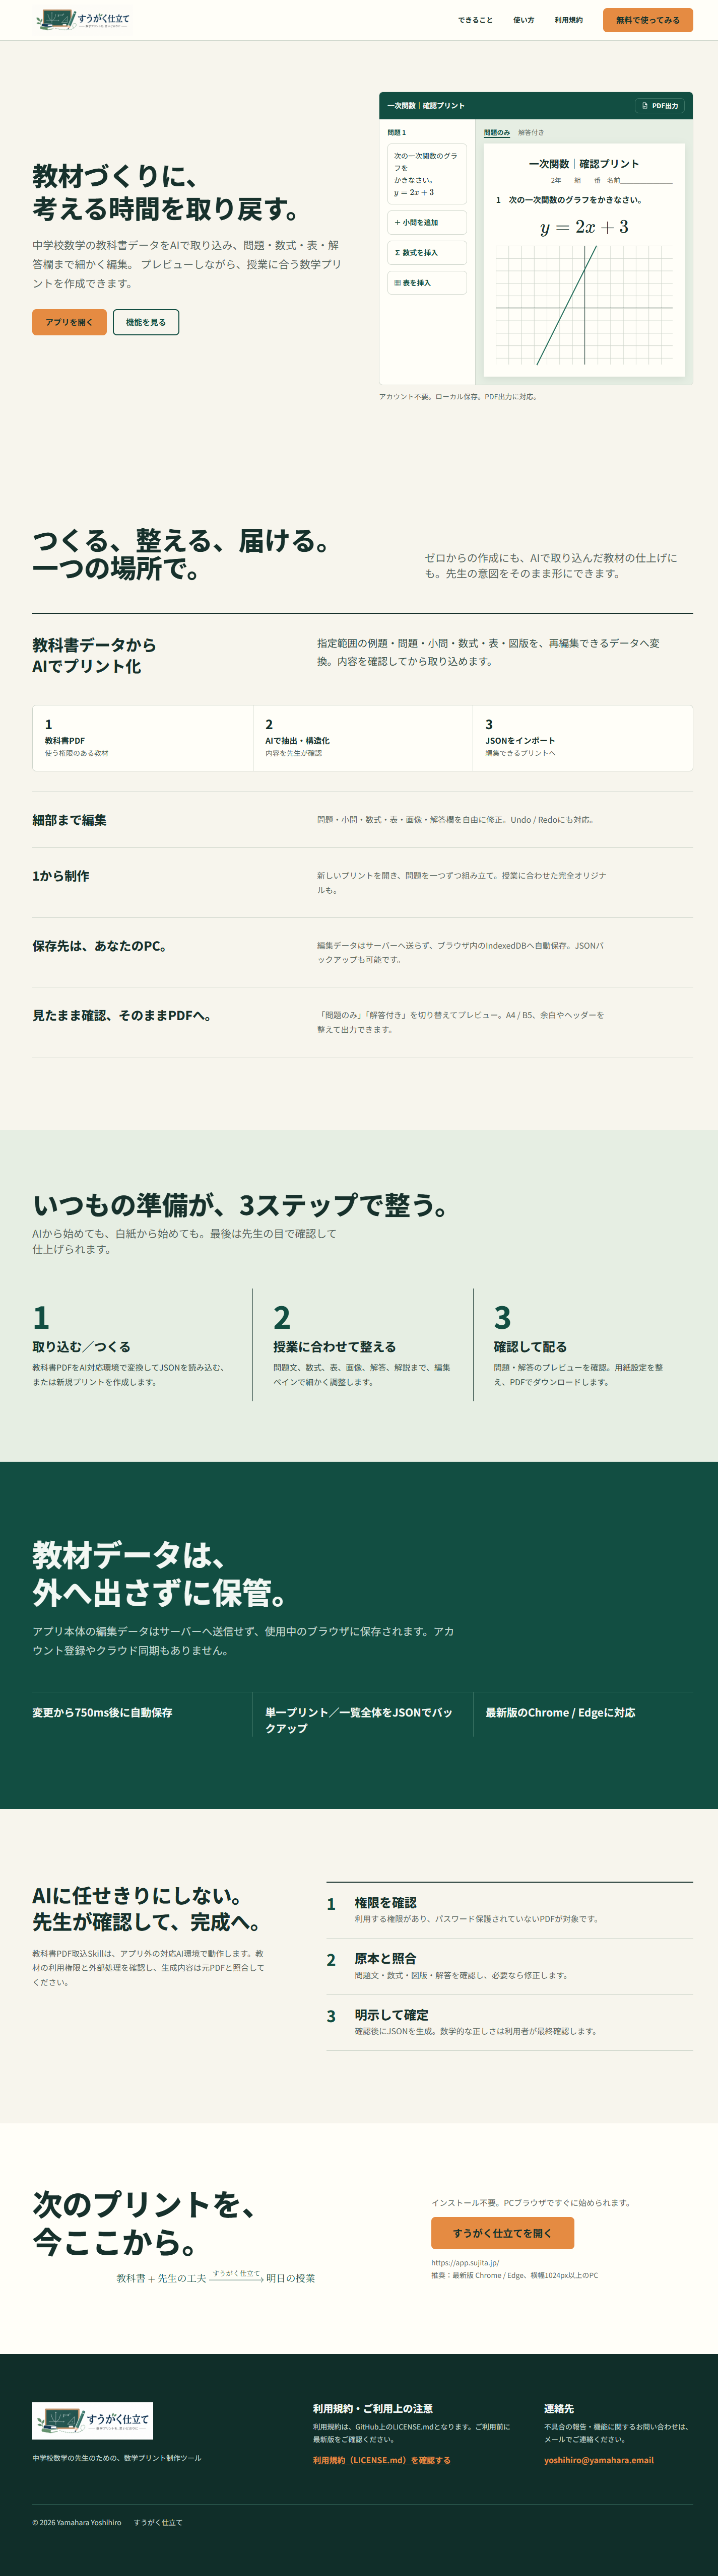 すうがく仕立て
できること
使い方
利用規約
無料で使ってみる
教材づくりに、
考える時間を取り戻す。
中学校数学の教科書データをAIで取り込み、問題・数式・表・解
答欄まで細かく編集。 プレビューしながら、授業に合う数学プリ
ントを作成できます。
アプリを開く
機能を見る
一次関数｜確認プリント
PDF出力
問題 1
次の一次関数のグラ
フを
かきなさい。
y = 2x + 3
＋ 小問を追加
Σ 数式を挿入
表を挿入
問題のみ
解答付き
一次関数｜確認プリント
2年 組 番 名前
1 次の一次関数のグラフをかきなさい。
y = 2x + 3
アカウント不要。ローカル保存。PDF出力に対応。
つくる、整える、届ける。
一つの場所で。
ゼロからの作成にも、AIで取り込んだ教材の仕上げに
も。先生の意図をそのまま形にできます。
教科書データから
AIでプリント化
指定範囲の例題・問題・小問・数式・表・図版を、再編集できるデータへ変
換。内容を確認してから取り込めます。
1
教科書PDF
使う権限のある教材
2
AIで抽出・構造化
内容を先生が確認
3
JSONをインポート
編集できるプリントへ
細部まで編集
問題・小問・数式・表・画像・解答欄を自由に修正。Undo / Redoにも対応。
1から制作
新しいプリントを開き、問題を一つずつ組み立て。授業に合わせた完全オリジナ
ルも。
保存先は、あなたのPC。
編集データはサーバーへ送らず、ブラウザ内のIndexedDBへ自動保存。JSONバ
ックアップも可能です。
見たまま確認、そのままPDFへ。
「問題のみ」「解答付き」を切り替えてプレビュー。A4 / B5、余白やヘッダーを
整えて出力できます。
いつもの準備が、3ステップで整う。
AIから始めても、白紙から始めても。最後は先生の目で確認して
仕上げられます。
1
取り込む／つくる
教科書PDFをAI対応環境で変換してJSONを読み込む、
または新規プリントを作成します。
2
授業に合わせて整える
問題文、数式、表、画像、解答、解説まで、編集
ペインで細かく調整します。
3
確認して配る
問題・解答のプレビューを確認。用紙設定を整
え、PDFでダウンロードします。
教材データは、
外へ出さずに保管。
アプリ本体の編集データはサーバーへ送信せず、使用中のブラウザに保存されます。アカ
ウント登録やクラウド同期もありません。
変更から750ms後に自動保存
単一プリント／一覧全体をJSONでバッ
クアップ
最新版のChrome / Edgeに対応
AIに任せきりにしない。
先生が確認して、完成へ。
教科書PDF取込Skillは、アプリ外の対応AI環境で動作します。教
材の利用権限と外部処理を確認し、生成内容は元PDFと照合して
ください。
1
権限を確認
利用する権限があり、パスワード保護されていないPDFが対象です。
2
原本と照合
問題文・数式・図版・解答を確認し、必要なら修正します。
3
明示して確定
確認後にJSONを生成。数学的な正しさは利用者が最終確認します。
次のプリントを、
今ここから。
教科書 + 先生の工夫 すうがく仕立て 明日の授業
インストール不要。PCブラウザですぐに始められます。
すうがく仕立てを開く
https://app.sujita.jp/
推奨：最新版 Chrome / Edge、横幅1024px以上のPC
すうがく仕立て
中学校数学の先生のための、数学プリント制作ツール
利用規約・ご利用上の注意
利用規約は、GitHub上のLICENSE.mdとなります。ご利用前に
最新版をご確認ください。
利用規約（LICENSE.md）を確認する
連絡先
不具合の報告・機能に関するお問い合わせは、
メールでご連絡ください。
yoshihiro@yamahara.email
© 2026 Yamahara Yoshihiro すうがく仕立て